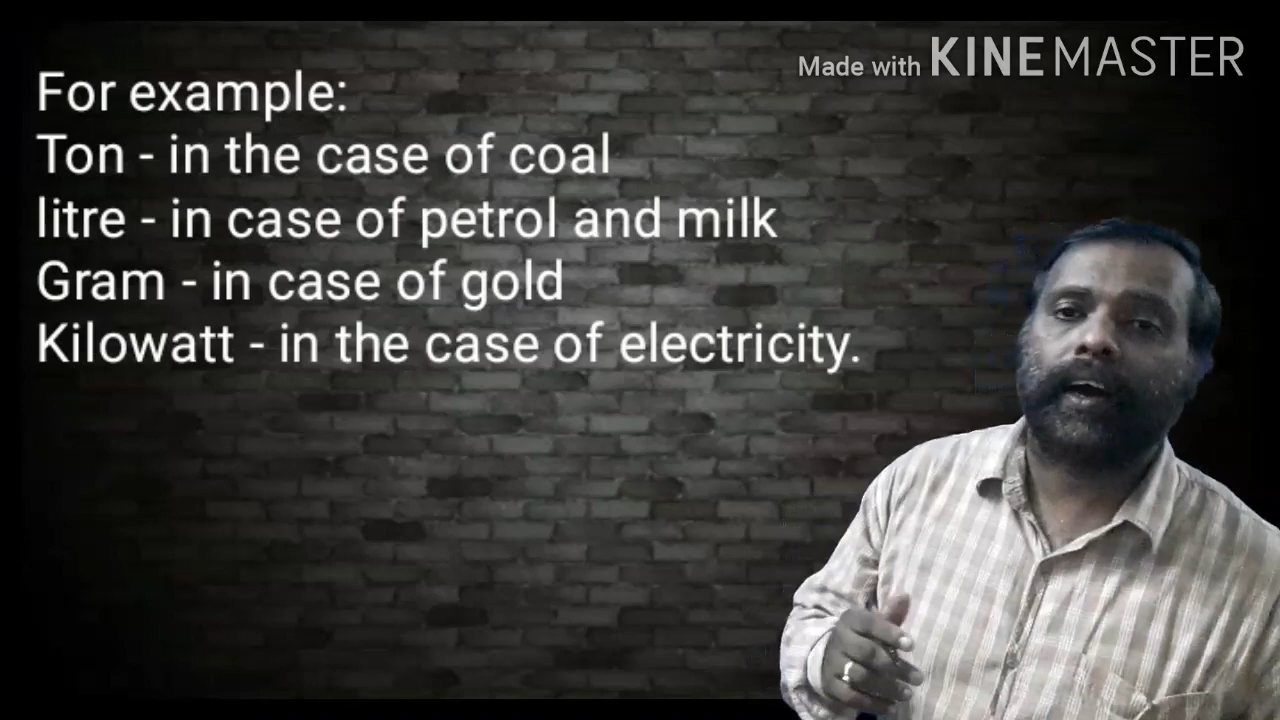 Made with KINEMASTER
For example:
Ton - in the case of coal
litre - in case of petrol and milk
Gram - in case of gold
Kilowatt - in the case of electricity.